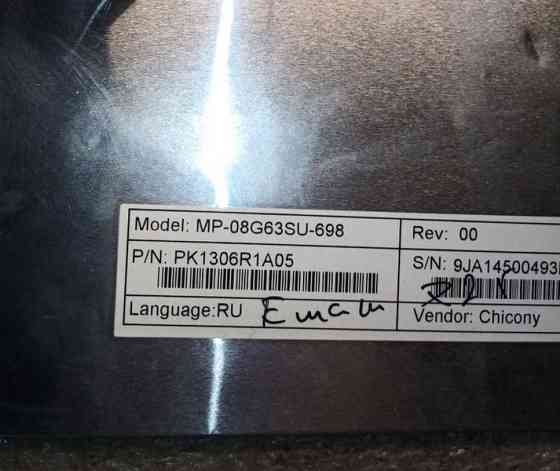 Model: MP-08G63SU-698
Rev: 00
P/N: PK1306R1A05
S/N: 9JA14500493
Language:RU
Vendor: Chicony